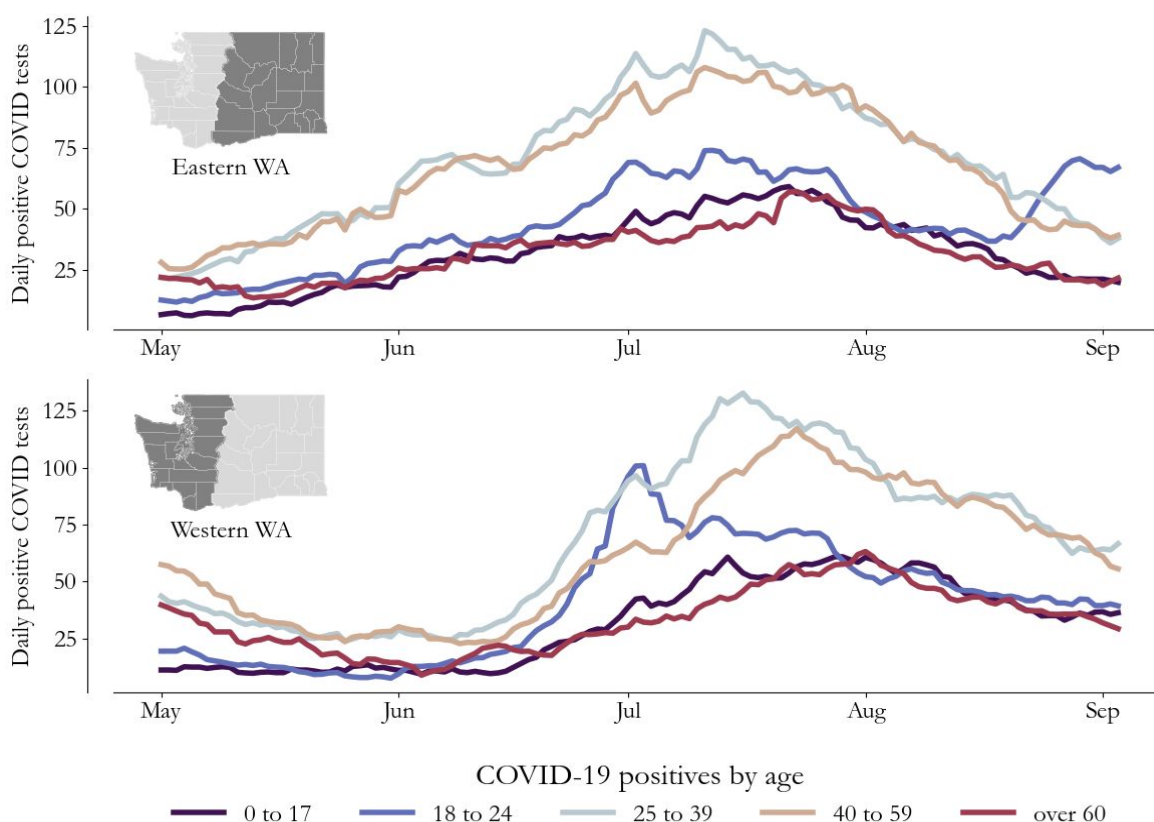 Daily positive COVID tests
125
100
75
50
25
Eastern WA
May Jun Jul Aug Sep
Daily positive COVID tests
125
100
75
50
25
Western WA
May Jun Jul Aug Sep
COVID-19 positives by age
0 to 17 18 to 24 25 to 39 40 to 59 over 60